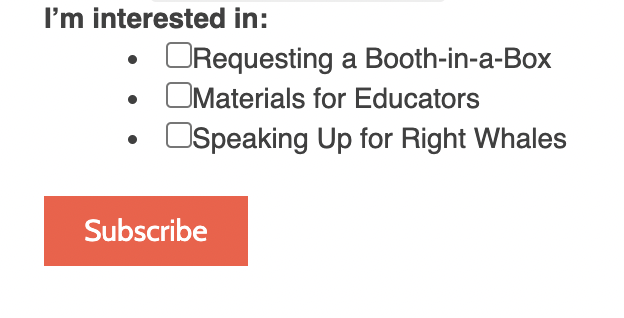 I’m interested in:
Requesting a Booth-in-a-Box
Materials for Educators
Speaking Up for Right Whales
Subscribe